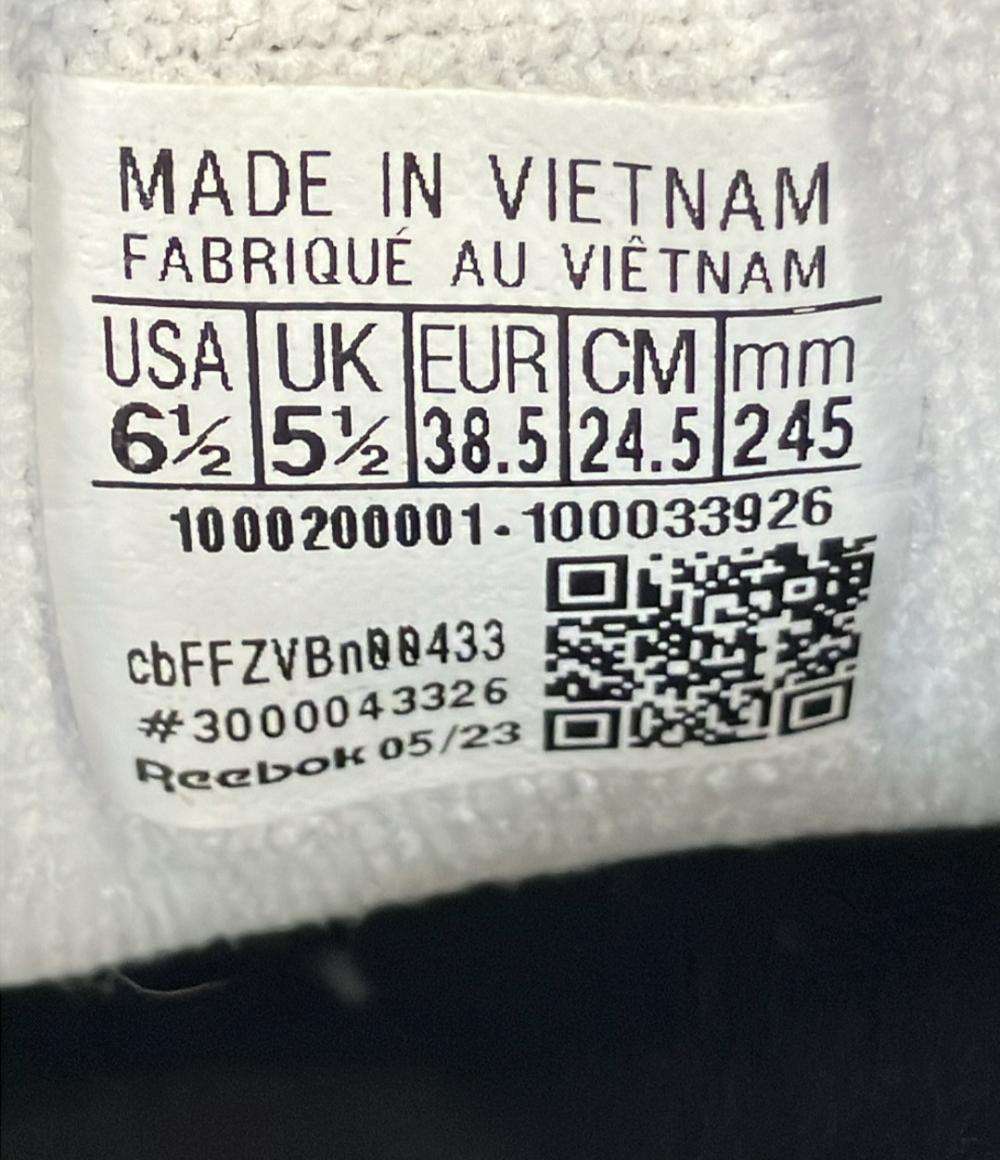 MADE IN VIETNAM
FABRIQUÉ AU VIÊTNAM
USA UK EUR CM mm
6½ 5½ 38.5 24.5 245
1000200001-100033926
cbFFZVBn00433
#3000043326
Reebok 05/23